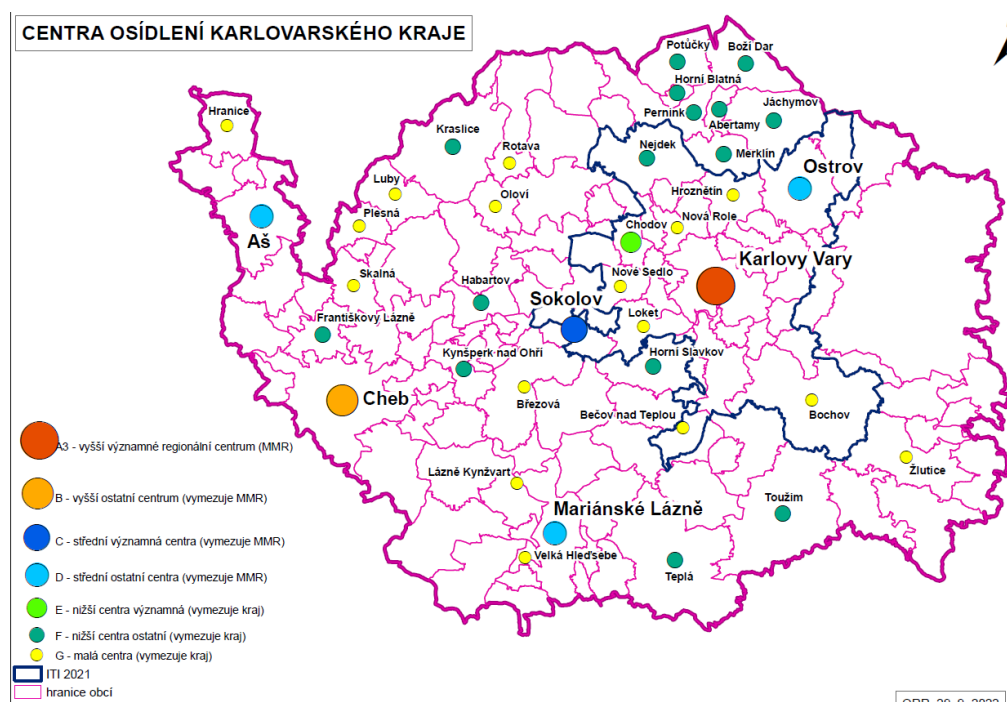 CENTRA OSÍDLENÍ KARLOVARSKÉHO KRAJE
Potůčky
Boží Dar
Horní Blatná
Hranice
Pernink
Abertamy
Jáchymov
Kraslice
Rotava
Nejdek
Merklín
Ostrov
Luby
Oloví
Hroznětín
Plesná
Chodov
Nová Role
Aš
Karlovy Vary
Skalná
Habartov
Nové Sedlo
Sokolov
Františkovy Lázně
Loket
Kynšperk nad Ohří
Horní Slavkov
Cheb
Březová
Bečov nad Teplou
Bochov
Lázně Kynžvart
Žlutice
Mariánské Lázně
Toužim
Velká Hleďsebe
Teplá
A3 - vyšší významné regionální centrum (MMR)
B - vyšší ostatní centrum (vymezuje MMR)
C - střední významná centra (vymezuje MMR)
D - střední ostatní centra (vymezuje MMR)
E - nižší centra významná (vymezuje kraj)
F - nižší centra ostatní (vymezuje kraj)
G - malá centra (vymezuje kraj)
ITI 2021
hranice obcí